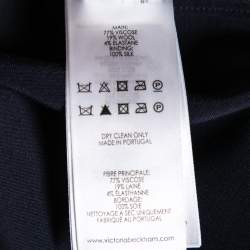 MAIN:
77% VISCOSE
19% WOOL
4% ELASTANE
BINDING:
100% SILK
DRY CLEAN ONLY
MADE IN PORTUGAL
FIBRE PRINCIPALE:
77% VISCOSE
19% LAINE
4% ELASTHANNE
BORDAGE:
100% SOIE
NETTOYAGE A SEC UNIQUEMENT
FABRIQUÉ AU PORTUGAL
www.victoriabeckham.com